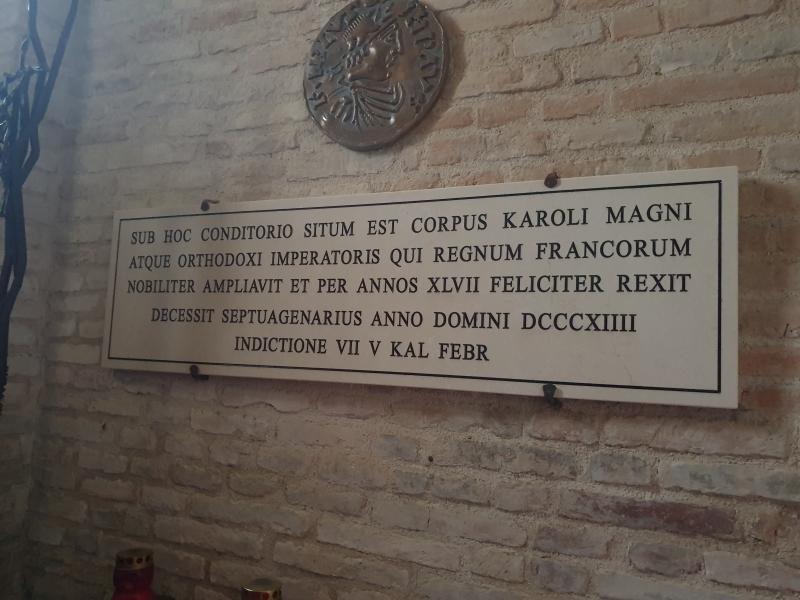 SUB HOC CONDITORIO SITUM EST CORPUS KAROLI MAGNI
ATQUE ORTHODOXI IMPERATORIS QUI REGNUM FRANCORUM
NOBILITER AMPLIAVIT ET PER ANNOS XLVII FELICITER REXIT
DECESSIT SEPTUAGENARIUS ANNO DOMINI DCCCXIIII
INDICTIONE VII V KAL FEBR